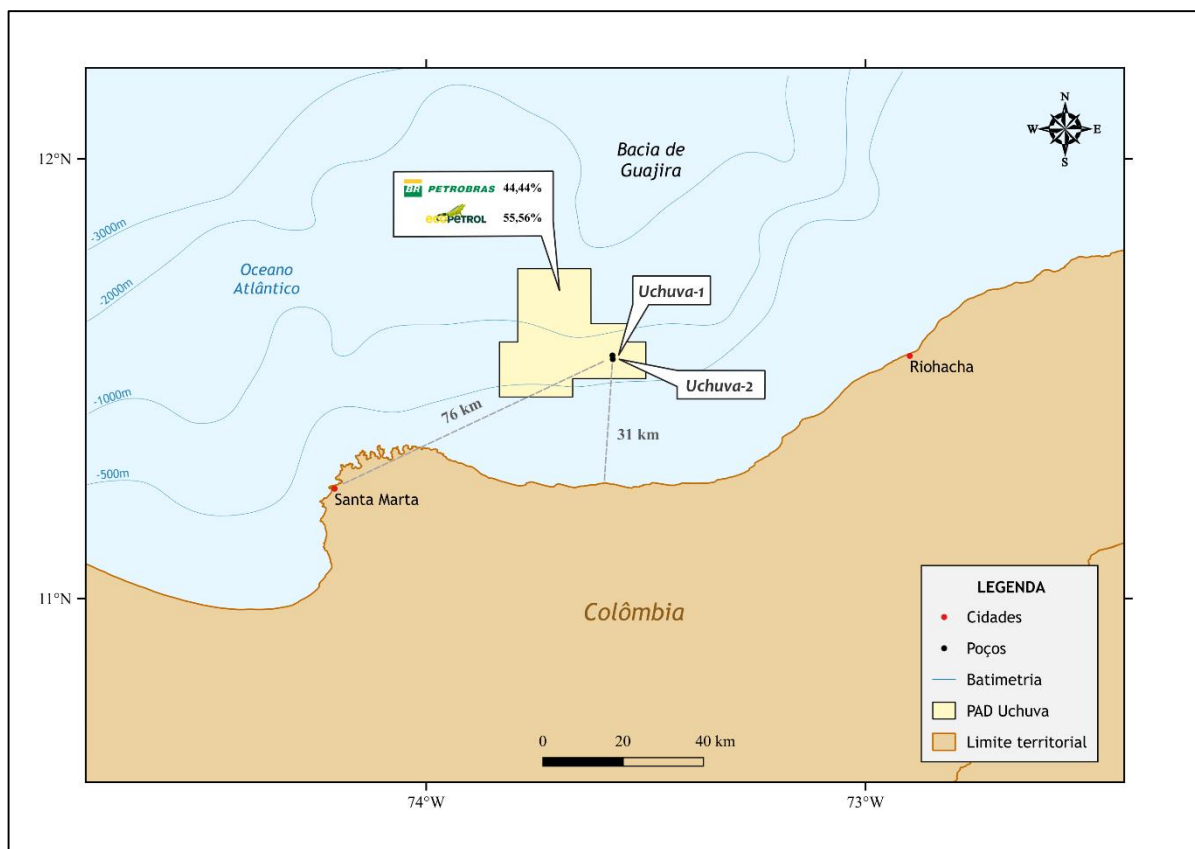 12°N
11°N
74°W
73°W
N
W
E
S
Bacia de
Guajira
BR PETROBRAS 44,44%
ecoPETROL 55,56%
-3000m
-2000m
-1000m
-500m
Oceano
Atlântico
Uchuva-1
Uchuva-2
Riohacha
76 km
31 km
Santa Marta
Colômbia
LEGENDA
Cidades
Poços
Batimetria
PAD Uchuva
Limite territorial
0 20 40 km